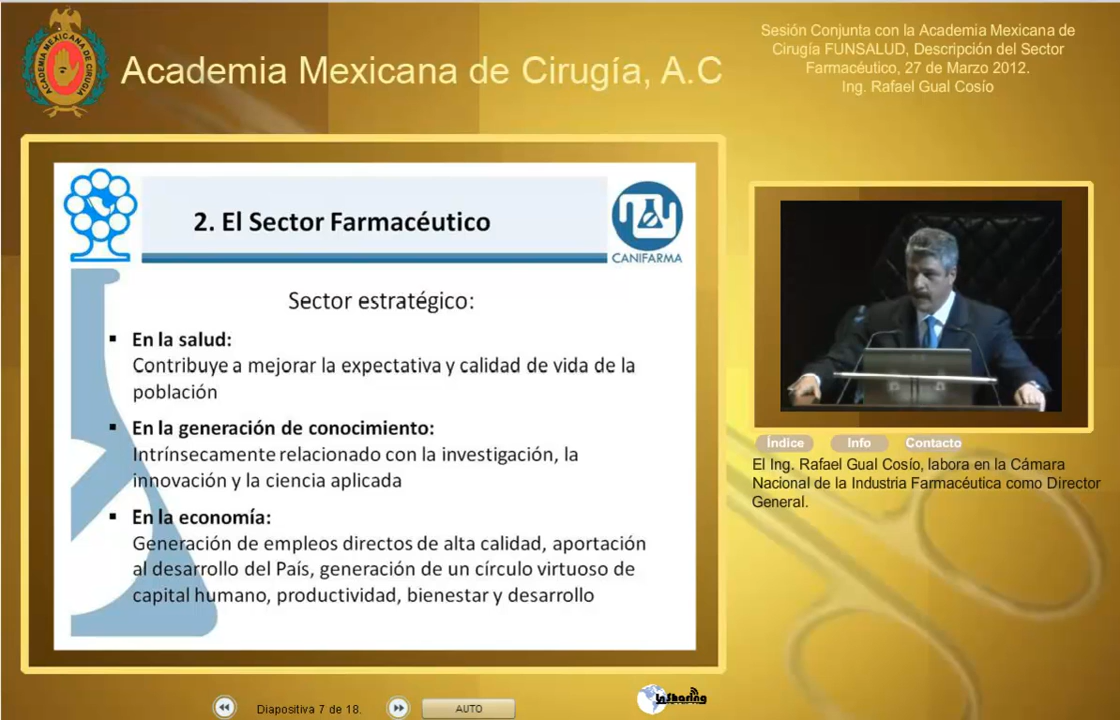 ACADEMIA MEXICANA DE CIRUGIA
Academia Mexicana de Cirugía, A.C
Sesión Conjunta con la Academia Mexicana de
Cirugía FUNSALUD, Descripción del Sector
Farmacéutico, 27 de Marzo 2012.
Ing. Rafael Gual Cosío
2. El Sector Farmacéutico
CANIFARMA
Sector estratégico:
▪ En la salud:
Contribuye a mejorar la expectativa y calidad de vida de la
población
▪ En la generación de conocimiento:
Intrínsecamente relacionado con la investigación, la
innovación y la ciencia aplicada
▪ En la economía:
Generación de empleos directos de alta calidad, aportación
al desarrollo del País, generación de un círculo virtuoso de
capital humano, productividad, bienestar y desarrollo
Índice Info Contacto
El Ing. Rafael Gual Cosío, labora en la Cámara
Nacional de la Industria Farmacéutica como Director
General.
Diapositiva 7 de 18.
AUTO
InSharing